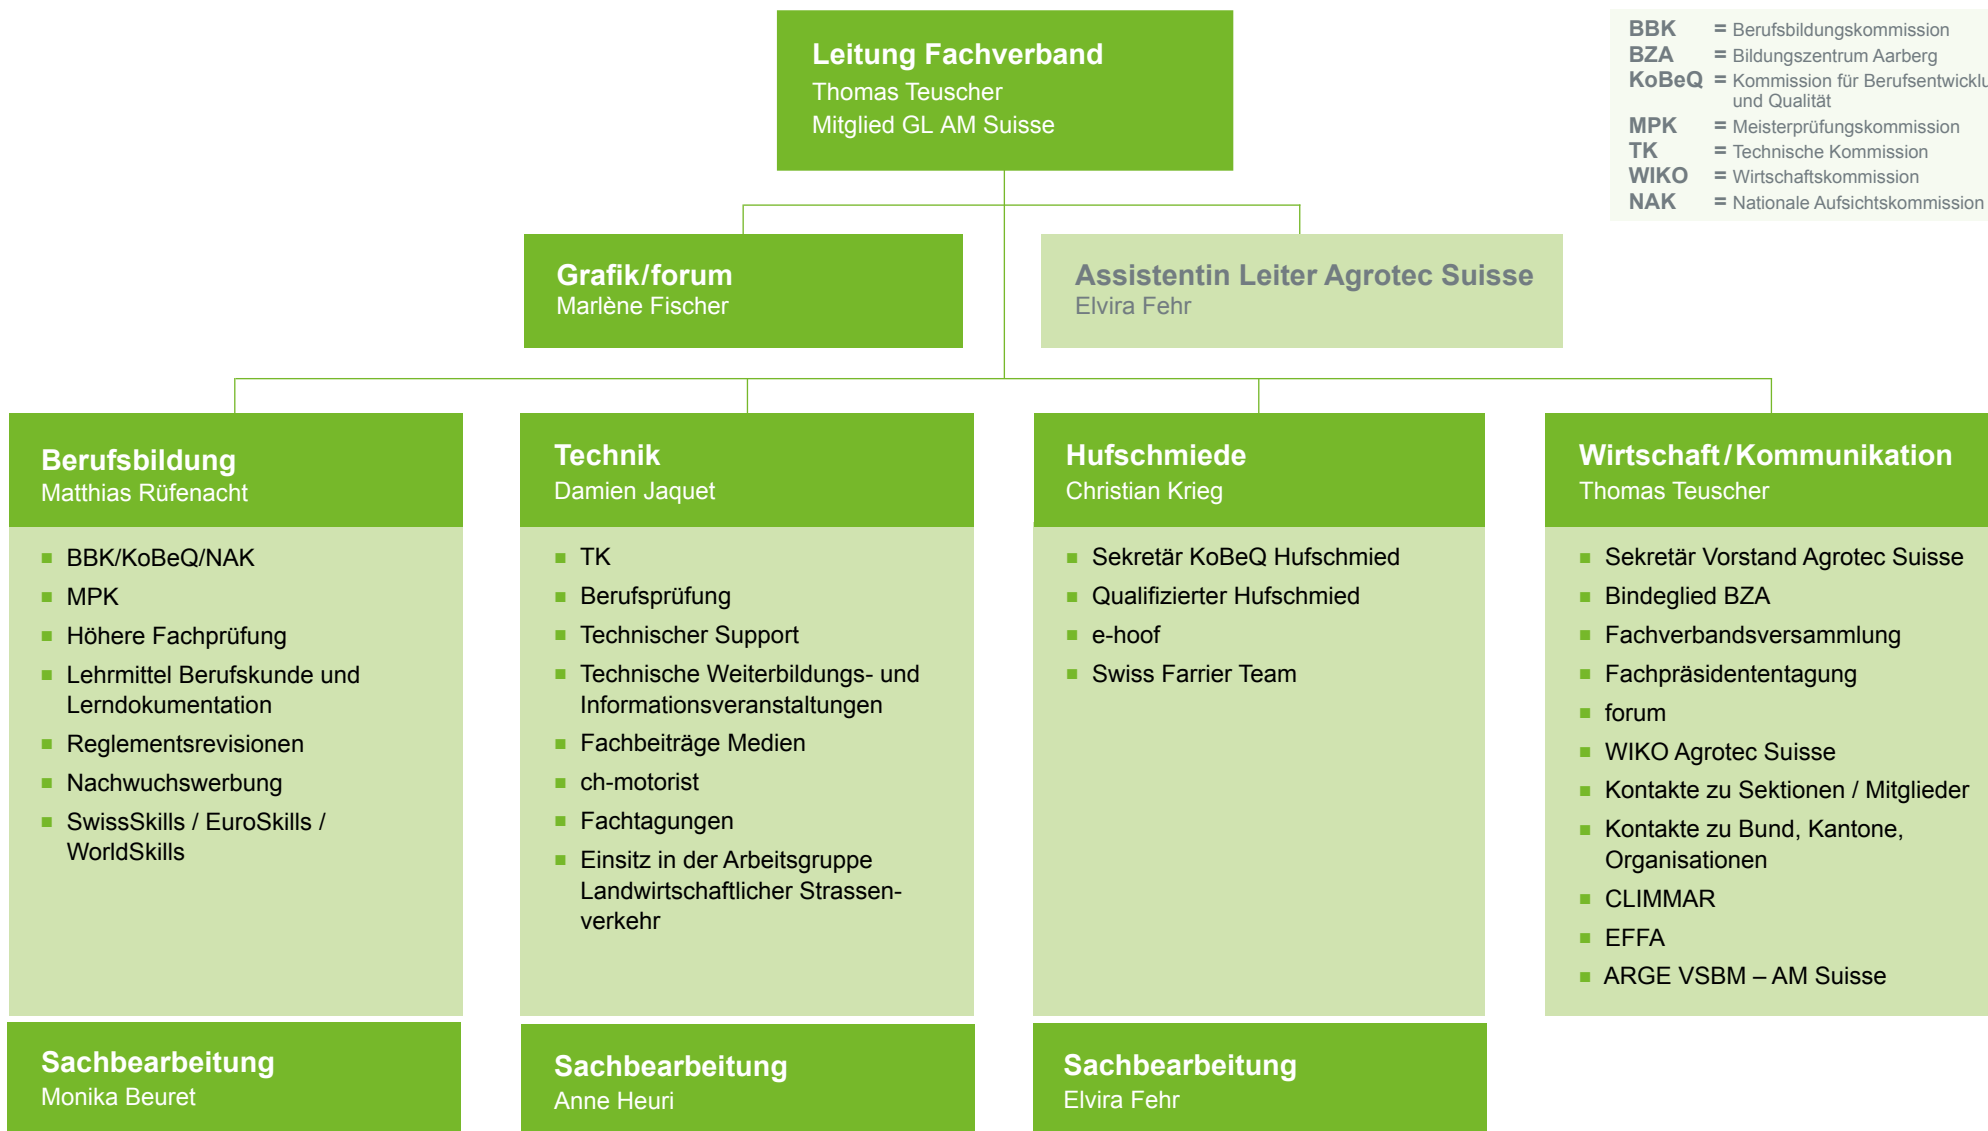 Leitung Fachverband
Thomas Teuscher
Mitglied GL AM Suisse
BBK = Berufsbildungskommission
BZA = Bildungszentrum Aarberg
KoBeQ = Kommission für
und Qualität
MPK = Meisterprüfungskommission
TK = Technische Kommission
WIKO = Wirtschaftskommission
NAK = Nationale Aufsichtskommission
Grafik/forum
Marlène Fischer
Assistentin Leiter Agrotec Suisse
Elvira Fehr
Berufsbildung
Matthias Rüfenacht
■ BBK/KoBeQ/NAK
■ MPK
■ Höhere Fachprüfung
■ Lehrmittel Berufskunde und
Lerndokumentation
■ Reglementsrevisionen
■ Nachwuchswerbung
■ SwissSkills / EuroSkills /
WorldSkills
Sachbearbeitung
Monika Beuret
Technik
Damien Jaquet
■ TK
■ Berufsprüfung
■ Technischer Support
■ Technische Weiterbildungs- und
Informationsveranstaltungen
■ Fachbeiträge Medien
■ ch-motorist
■ Fachtagungen
■ Einsitz in der Arbeitsgruppe
Landwirtschaftlicher Strassen-
verkehr
Sachbearbeitung
Anne Heuri
Hufschmiede
Christian Krieg
■ Sekretär KoBeQ Hufschmied
■ Qualifizierter Hufschmied
■ e-hoof
■ Swiss Farrier Team
Sachbearbeitung
Elvira Fehr
Wirtschaft/Kommunikation
Thomas Teuscher
■ Sekretär Vorstand Agrotec Suisse
■ Bindeglied BZA
■ Fachverbandsversammlung
■ Fachpräsidententagung
■ forum
■ WIKO Agrotec Suisse
■ Kontakte zu Sektionen / Mitglieder
■ Kontakte zu Bund, Kantone,
Organisationen
■ CLIMMAR
■ EFFA
■ ARGE VSBM – AM Suisse